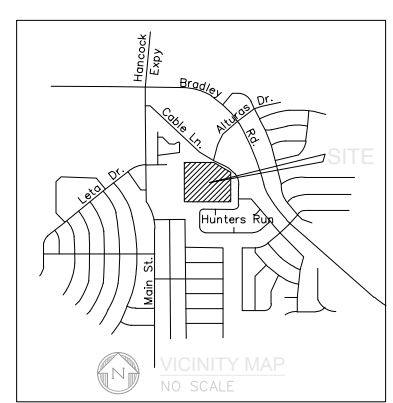 Hancock
Expy
Bradley
Rd.
Alturas Dr.
Cable Ln.
SITE
Leta Dr.
Hunters Run
Main St.
N
VICINITY MAP
NO SCALE